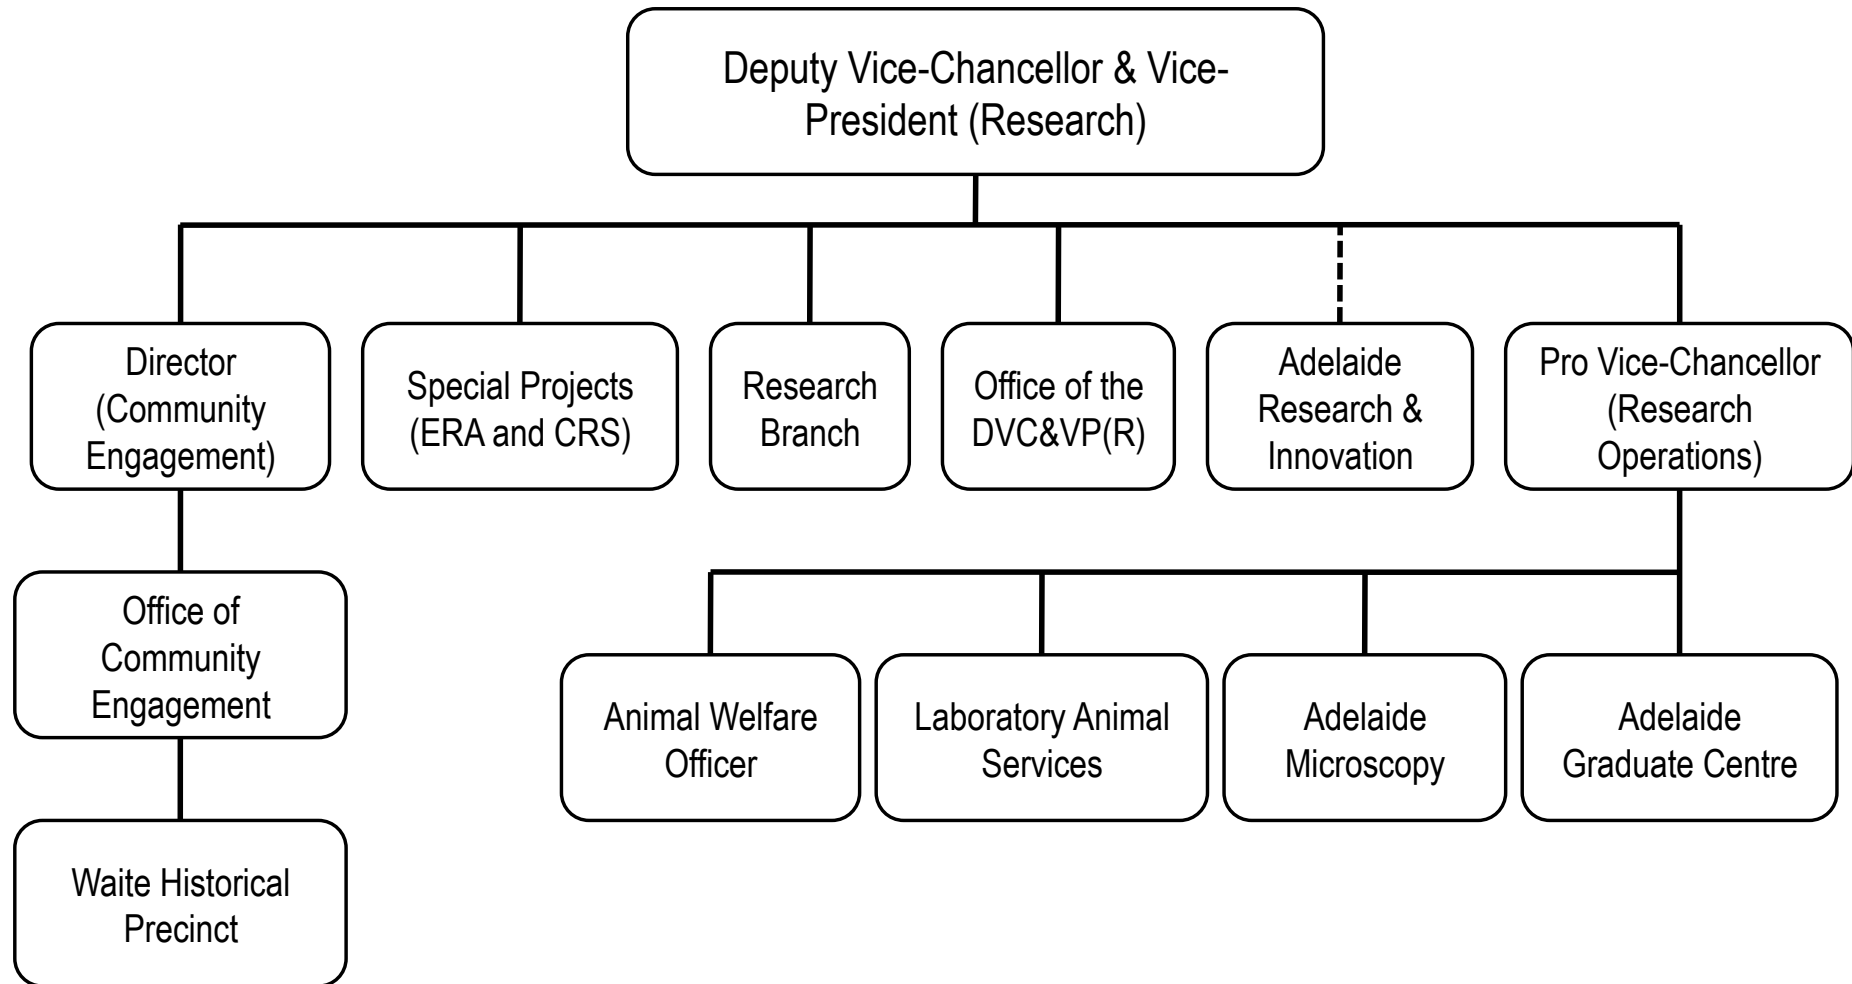 Deputy Vice-Chancellor & Vice-
President (Research)
Director
(Community
Engagement)
Special Projects
(ERA and CRS)
Research
Branch
Office of the
DVC&VP(R)
Adelaide
Research &
Innovation
Pro Vice-Chancellor
(Research
Operations)
Office of
Community
Engagement
Animal Welfare
Officer
Laboratory Animal
Services
Adelaide
Microscopy
Adelaide
Graduate Centre
Waite Historical
Precinct